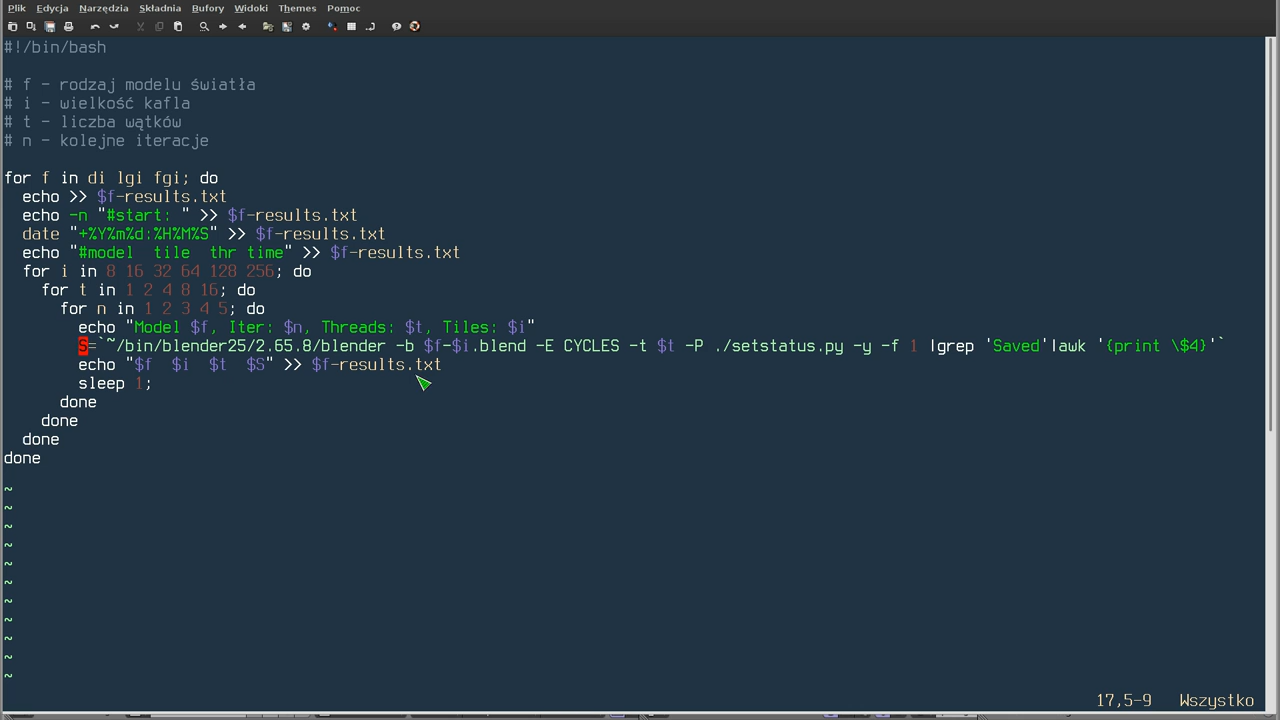 Plik Edycja Narzędzia Składnia Bufory Widoki Themes Pomoc
#!/bin/bash
# f - rodzaj modelu światła
# i - wielkość kafla
# t - liczba wątków
# n - kolejne iteracje
for f in di lgi fgi; do
echo >> $f-results.txt
echo -n "#start: " >> $f-results.txt
date "+%Y%m%d:%H%M%S" >> $f-results.txt
echo "#model  tile  thr time" >> $f-results.txt
for i in 8 16 32 64 128 256; do
for t in 1 2 4 8 16; do
for n in 1 2 3 4 5; do
echo "Model $f, Iter: $n, Threads: $t, Tiles: $i"
S=`~/bin/blender25/2.65.8/blender -b $f-$i.blend -E CYCLES -t $t -P ./setstatus.py -y -f 1 |grep 'Saved'|awk '{print \$4}'`
echo "$f  $i  $t  $S" >> $f-results.txt
sleep 1;
done
done
done
done
~
~
~
~
~
~
~
~
~
~
~
17,5-9 Wszystko